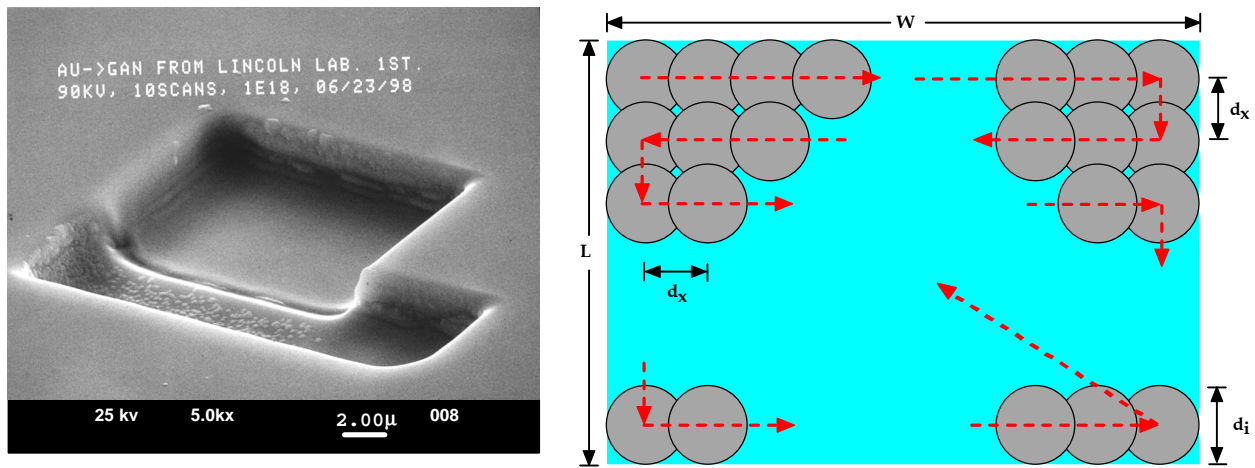 AU->GAN FROM LINCOLN LAB. 1ST.
90KV, 10SCANS, 1E18, 06/23/98
25 kv 5.0kx 2.00μ 008
W
L
dx
dx
di